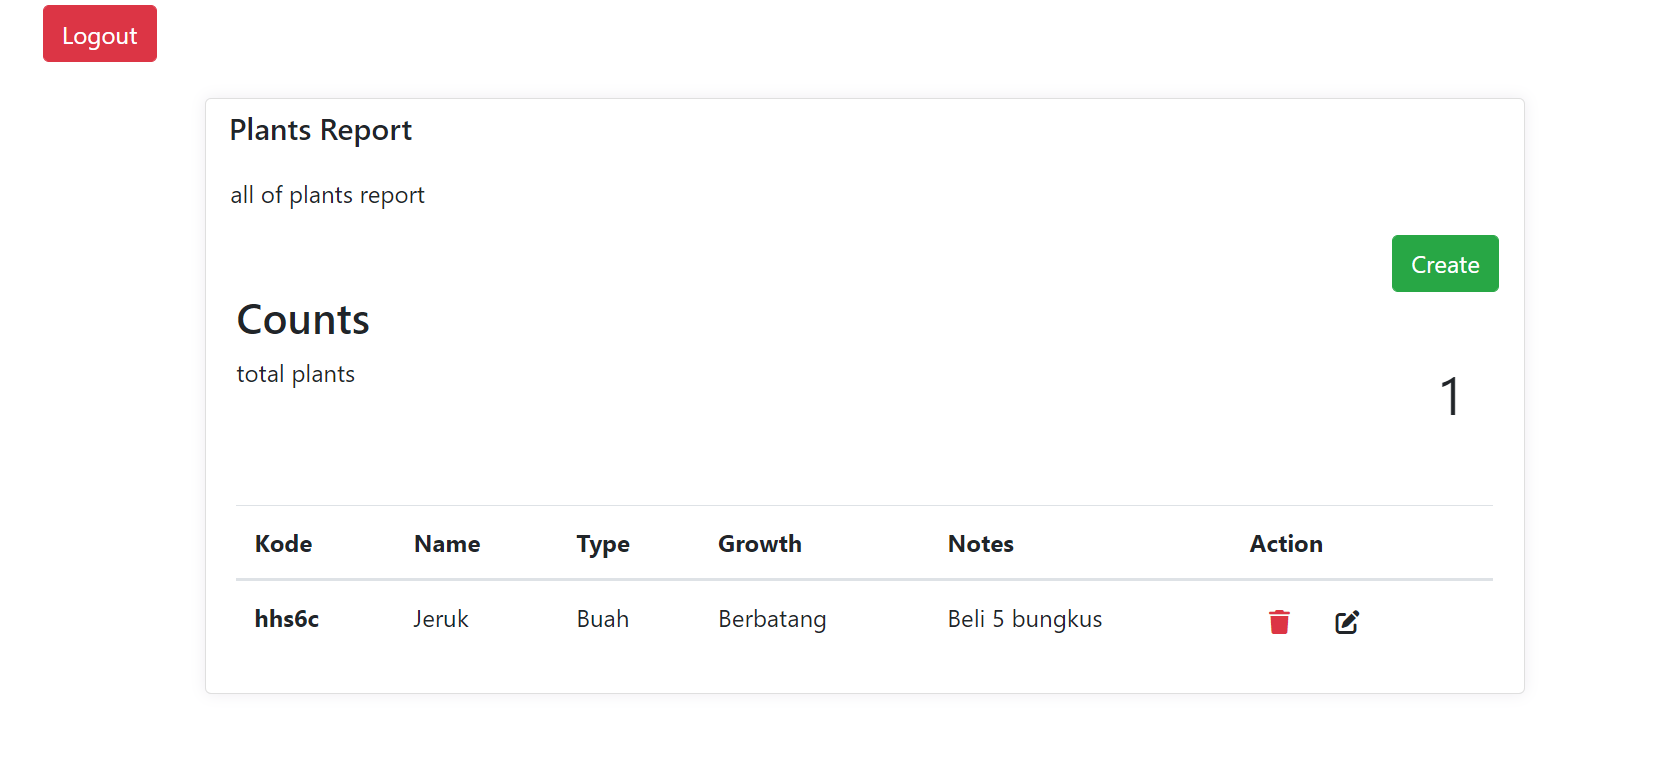 Logout
Plants Report
all of plants report
Create
Counts
total plants
1
Kode Name Type Growth Notes Action
hhs6c Jeruk Buah Berbatang Beli 5 bungkus